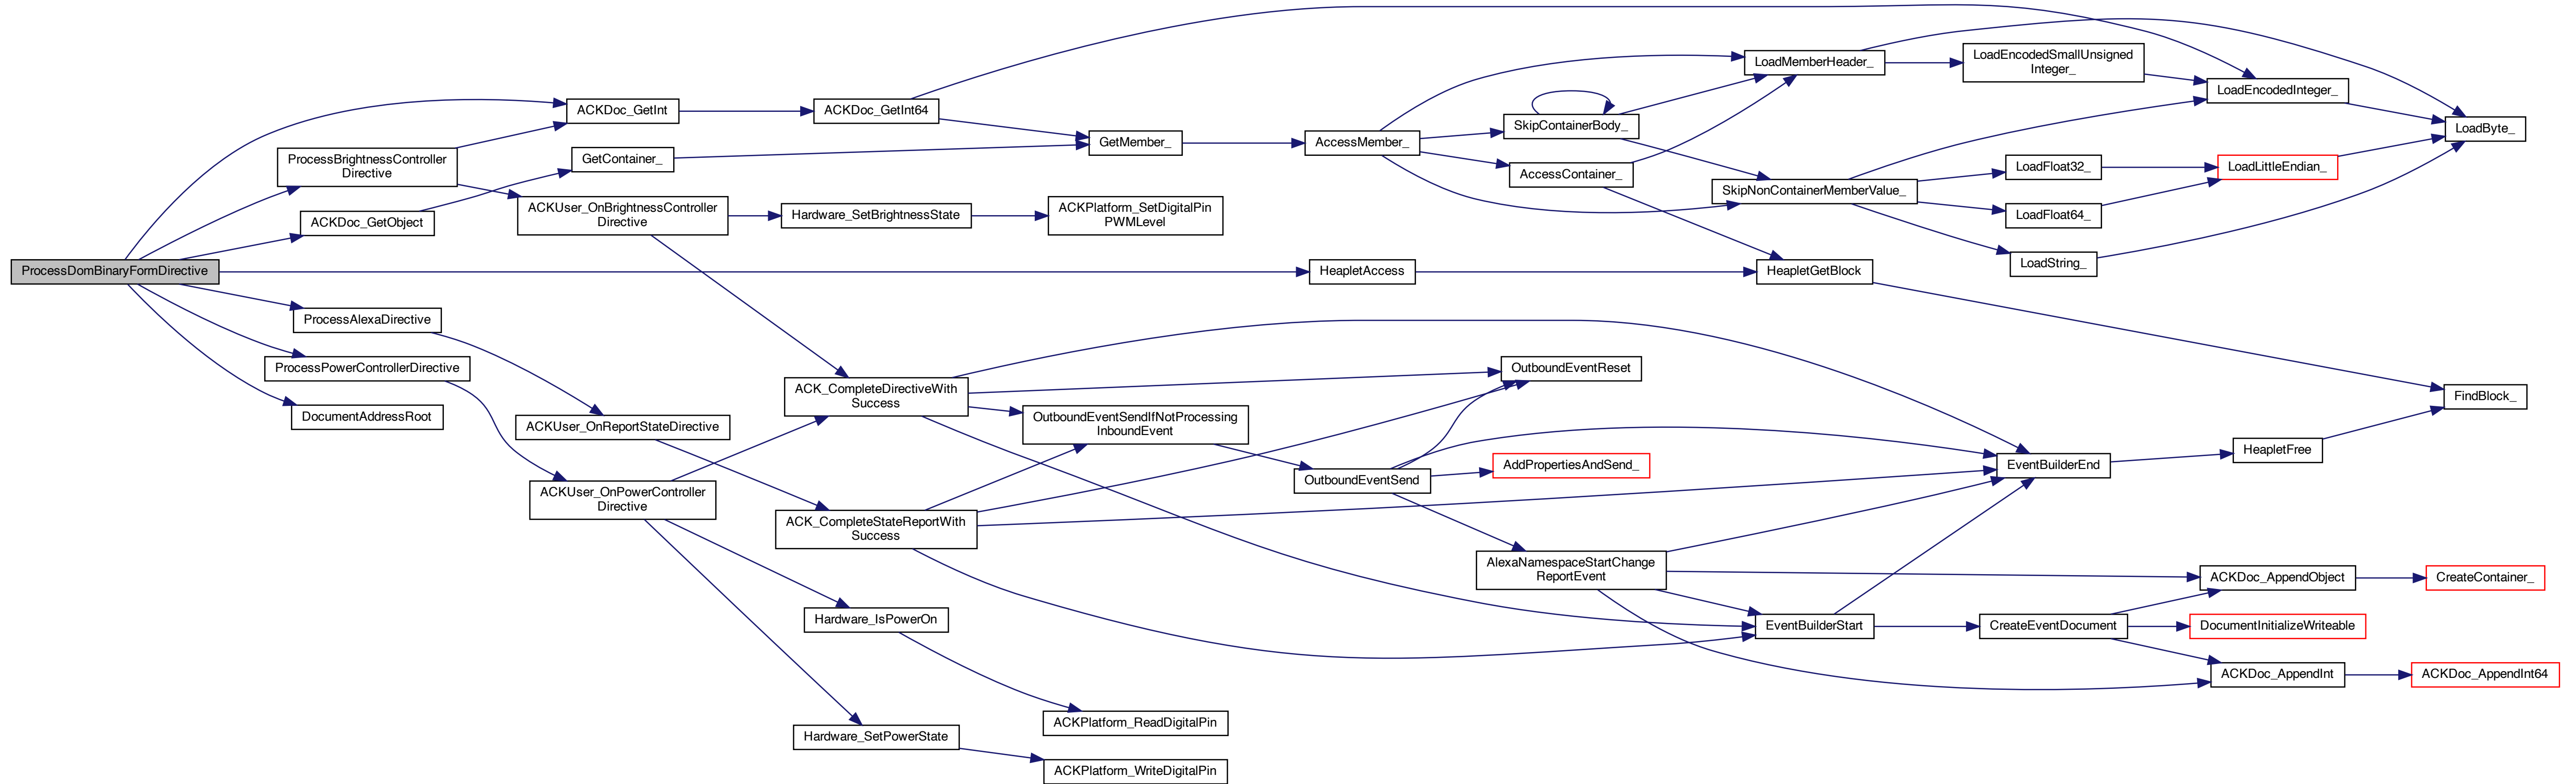 ProcessDomBinaryFormDirective
ACKDoc_GetInt
ProcessBrightnessController
Directive
ACKDoc_GetObject
ProcessAlexaDirective
ProcessPowerControllerDirective
DocumentAddressRoot
GetContainer_
ACKUser_OnBrightnessController
Directive
ACKUser_OnReportStateDirective
ACKUser_OnPowerController
Directive
ACKDoc_GetInt64
Hardware_SetBrightnessState
ACK_CompleteDirectiveWith
Success
ACK_CompleteStateReportWith
Success
Hardware_IsPowerOn
Hardware_SetPowerState
GetMember_
ACKPlatform_SetDigitalPin
PWMLevel
OutboundEventSendIfNotProcessing
InboundEvent
ACKPlatform_ReadDigitalPin
ACKPlatform_WriteDigitalPin
AccessMember_
HeapletAccess
OutboundEventSend
SkipContainerBody_
AccessContainer_
OutboundEventReset
AddPropertiesAndSend_
AlexaNamespaceStartChange
ReportEvent
LoadMemberHeader_
SkipNonContainerMemberValue_
HeapletGetBlock
EventBuilderStart
LoadEncodedSmallUnsigned
Integer_
LoadFloat32_
LoadFloat64_
LoadString_
EventBuilderEnd
CreateEventDocument
LoadEncodedInteger_
LoadLittleEndian_
HeapletFree
ACKDoc_AppendObject
DocumentInitializeWriteable
ACKDoc_AppendInt
LoadByte_
FindBlock_
CreateContainer_
ACKDoc_AppendInt64